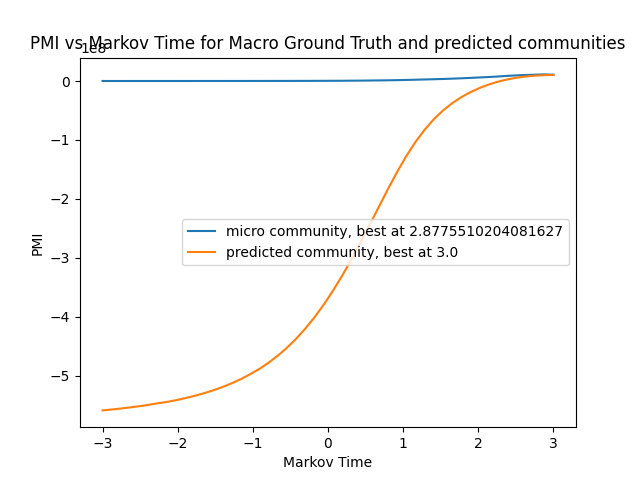 PMI vs Markov Time for Macro Ground Truth and predicted communities
1e8
0
−1
−2
−3
−4
−5
PMI
micro community, best at 2.8775510204081627
predicted community, best at 3.0
−3 −2 −1 0 1 2 3
Markov Time